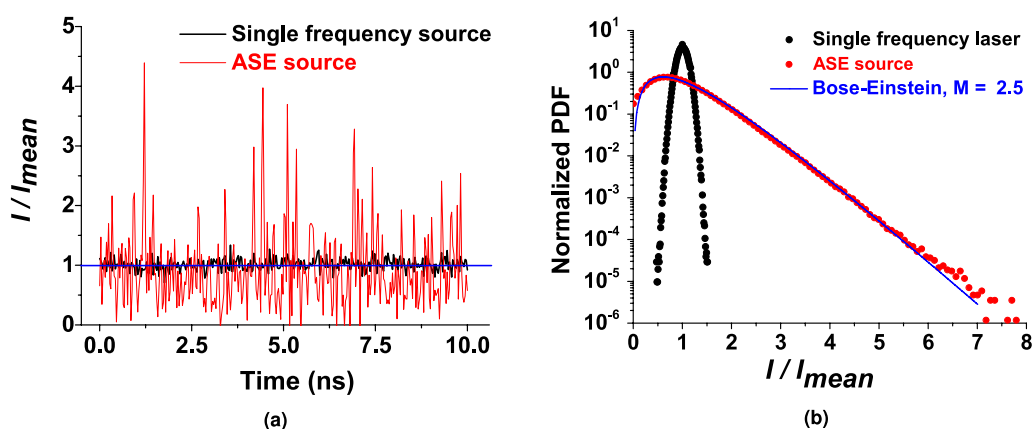 5
4
3
2
1
0
I / Imean
Single frequency source
ASE source
0.0 2.5 5.0 7.5 10.0
Time (ns)
(a)
10^1
10^0
10^-1
10^-2
10^-3
10^-4
10^-5
10^-6
Normalized PDF
Single frequency laser
ASE source
Bose-Einstein, M = 2.5
0 1 2 3 4 5 6 7 8
I / Imean
(b)